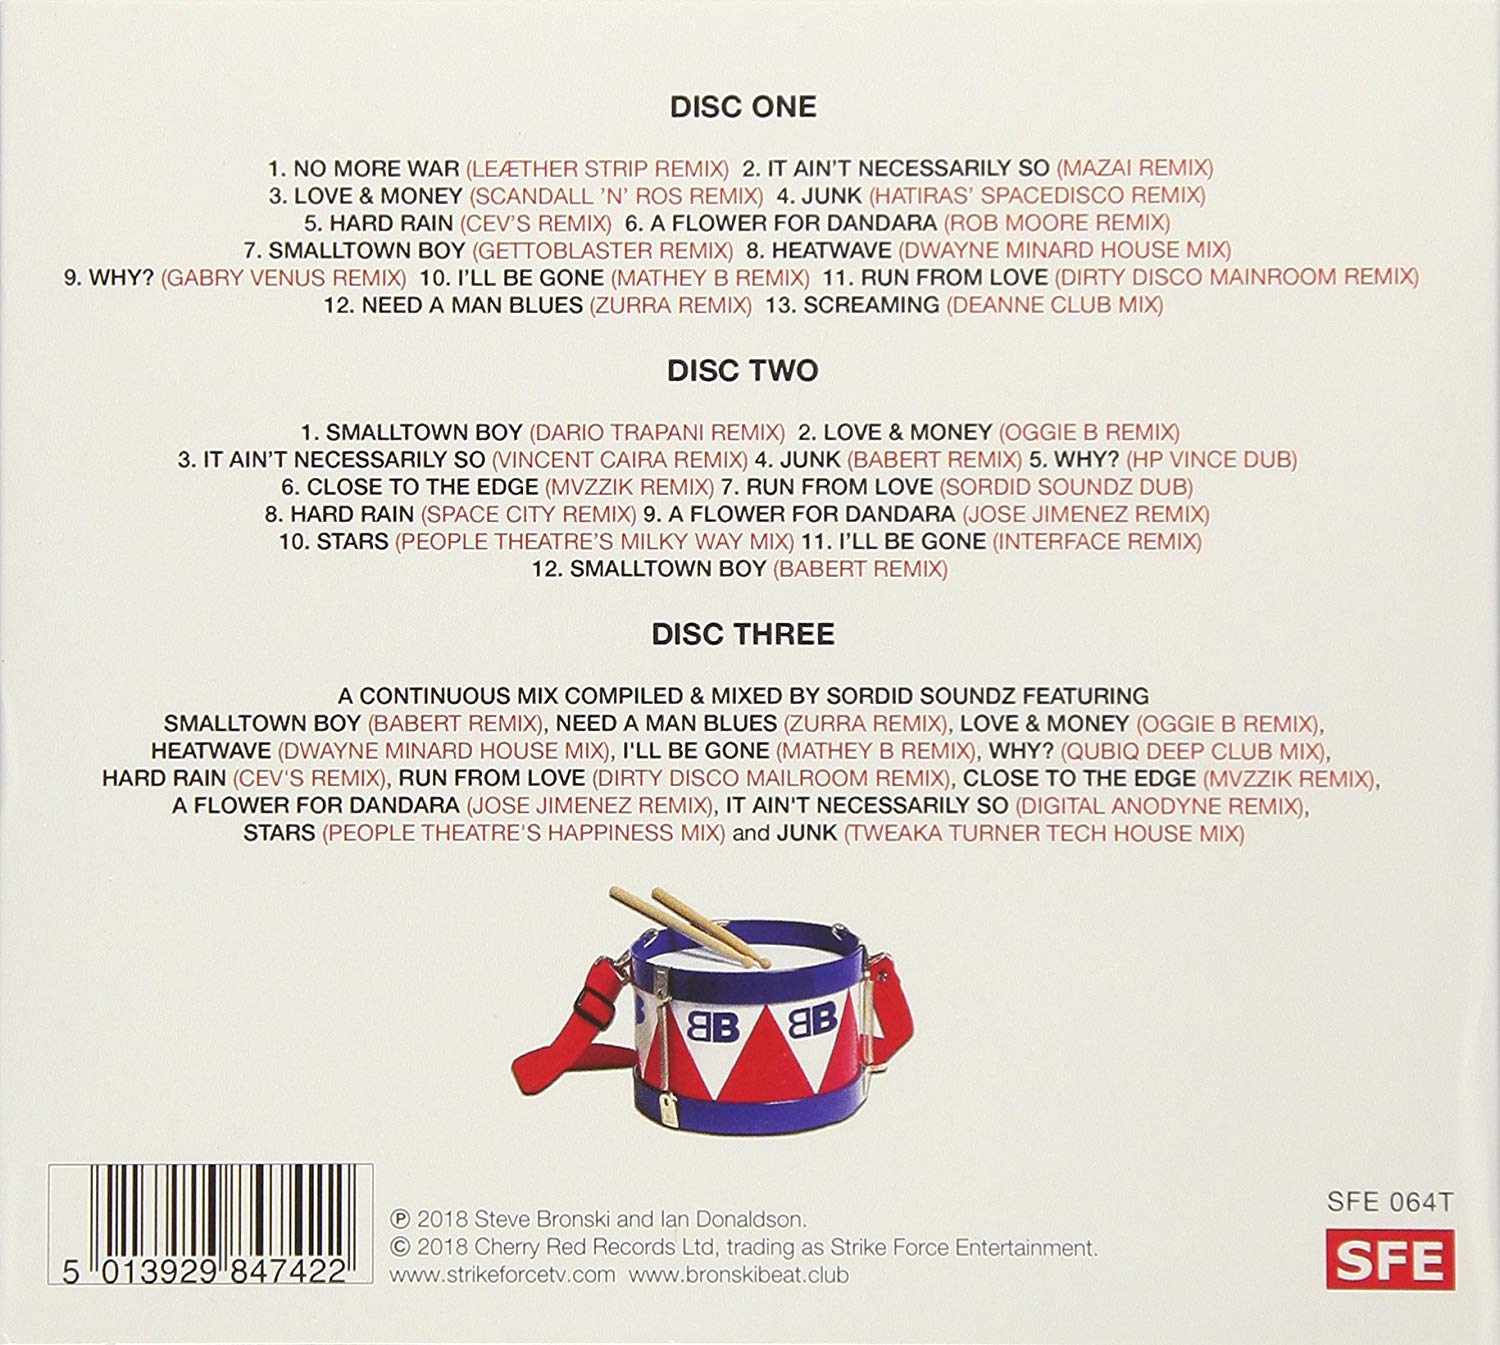 DISC ONE
1. NO MORE WAR (LEÆTHER STRIP REMIX) 2. IT AIN'T NECESSARILY SO (MAZAI REMIX)
3. LOVE & MONEY (SCANDALL 'N' ROS REMIX) 4. JUNK (HATIRAS' SPACEDISCO REMIX)
5. HARD RAIN (CEV'S REMIX) 6. A FLOWER FOR DANDARA (ROB MOORE REMIX)
7. SMALLTOWN BOY (GETTOBLASTER REMIX) 8. HEATWAVE (DWAYNE MINARD HOUSE MIX)
9. WHY? (GABRY VENUS REMIX) 10. I'LL BE GONE (MATHEY B REMIX) 11. RUN FROM LOVE (DIRTY DISCO MAINROOM REMIX)
12. NEED A MAN BLUES (ZURRA REMIX) 13. SCREAMING (DEANNE CLUB MIX)
DISC TWO
1. SMALLTOWN BOY (DARIO TRAPANI REMIX) 2. LOVE & MONEY (OGGIE B REMIX)
3. IT AIN'T NECESSARILY SO (VINCENT CAIRA REMIX) 4. JUNK (BABERT REMIX) 5. WHY? (HP VINCE DUB)
6. CLOSE TO THE EDGE (MVZZIK REMIX) 7. RUN FROM LOVE (SORDID SOUNDZ DUB)
8. HARD RAIN (SPACE CITY REMIX) 9. A FLOWER FOR DANDARA (JOSE JIMENEZ REMIX)
10. STARS (PEOPLE THEATRE'S MILKY WAY MIX) 11. I'LL BE GONE (INTERFACE REMIX)
12. SMALLTOWN BOY (BABERT REMIX)
DISC THREE
A CONTINUOUS MIX COMPILED & MIXED BY SORDID SOUNDZ FEATURING
SMALLTOWN BOY (BABERT REMIX), NEED A MAN BLUES (ZURRA REMIX), LOVE & MONEY (OGGIE B REMIX),
HEATWAVE (DWAYNE MINARD HOUSE MIX), I'LL BE GONE (MATHEY B REMIX), WHY? (QUBIQ DEEP CLUB MIX),
HARD RAIN (CEV'S REMIX), RUN FROM LOVE (DIRTY DISCO MAILROOM REMIX), CLOSE TO THE EDGE (MVZZIK REMIX),
A FLOWER FOR DANDARA (JOSE JIMENEZ REMIX), IT AIN'T NECESSARILY SO (DIGITAL ANODYNE REMIX),
STARS (PEOPLE THEATRE'S HAPPINESS MIX) and JUNK (TWEAKA TURNER TECH HOUSE MIX)
B BB BB
5 013929 847422
℗ 2018 Steve Bronski and Ian Donaldson.
© 2018 Cherry Red Records Ltd, trading as Strike Force Entertainment.
www.strikeforcetv.com www.bronskibeat.club
SFE 064T
SFE